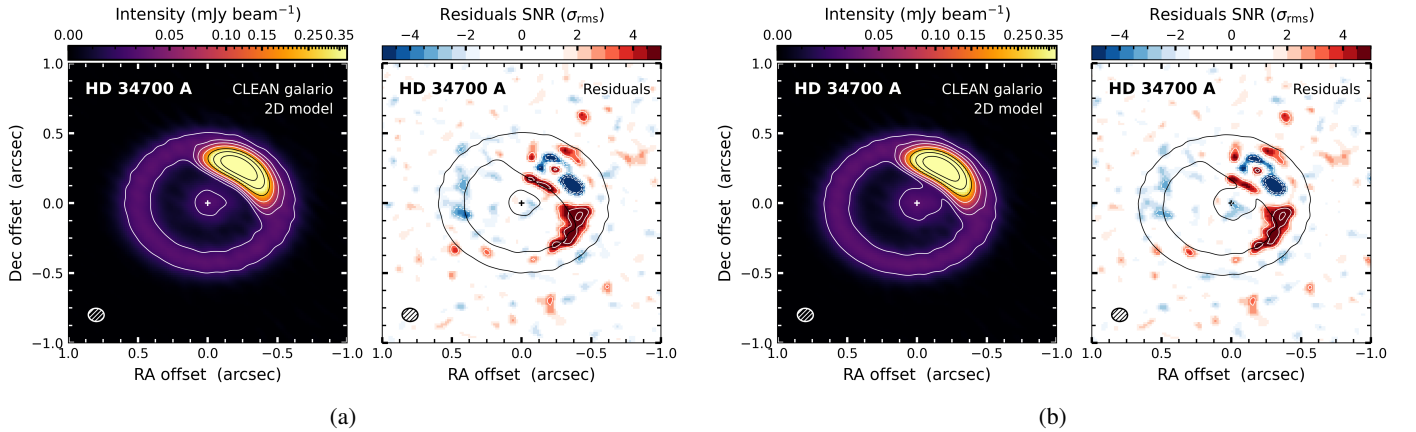 Intensity (mJy beam⁻¹)
0.00 0.05 0.10 0.15 0.25 0.35
HD 34700 A
CLEAN galario
2D model
1.0
0.5
0.0
−0.5
−1.0
Dec offset (arcsec)
1.0 0.5 0.0 −0.5 −1.0
RA offset (arcsec)
Residuals SNR (σrms)
−4 −2 0 2 4
HD 34700 A
Residuals
1.0 0.5 0.0 −0.5 −1.0
RA offset (arcsec)
(a)
Intensity (mJy beam⁻¹)
0.00 0.05 0.10 0.15 0.25 0.35
HD 34700 A
CLEAN galario
2D model
1.0
0.5
0.0
−0.5
−1.0
Dec offset (arcsec)
1.0 0.5 0.0 −0.5 −1.0
RA offset (arcsec)
Residuals SNR (σrms)
−4 −2 0 2 4
HD 34700 A
Residuals
1.0 0.5 0.0 −0.5 −1.0
RA offset (arcsec)
(b)